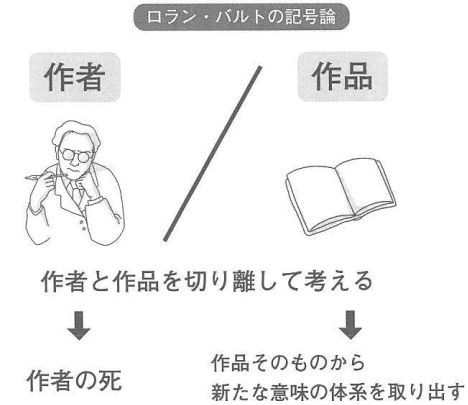 ロラン・バルトの記号論
作者
作品
作者と作品を切り離して考える
作者の死
作品そのものから
新たな意味の体系を取り出す